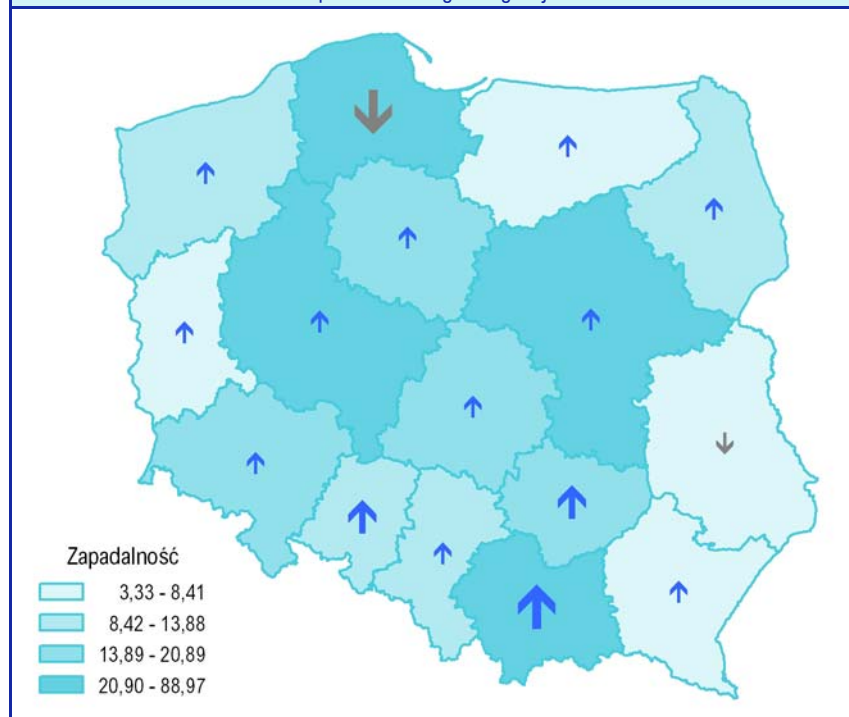 Zapadalność
3,33 - 8,41
8,42 - 13,88
13,89 - 20,89
20,90 - 88,97